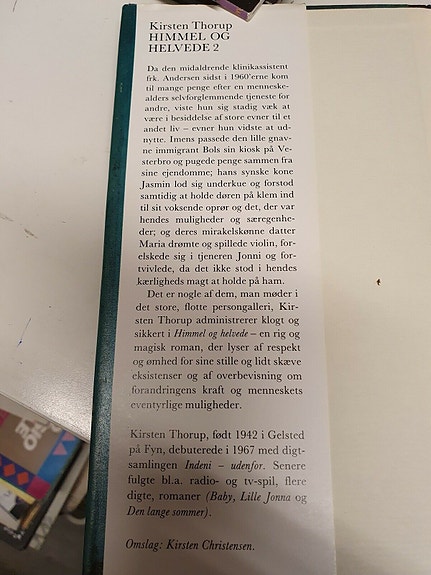 Kirsten Thorup
HIMMEL OG
HELVEDE 2
Da den midaldrende klinikassistent
frk. Andersen sidst i 1960'erne kom
til mange penge efter en menneske-
alders selvforglemmende tjeneste for
andre, viste hun sig stadig væk at
være i besiddelse af store evner til et
andet liv – evner hun vidste at ud-
nytte. Imens passede den lille gnav-
ne immigrant Bols sin kiosk på Ve-
sterbro og pugede penge sammen fra
sine ejendomme; hans synske kone
Jasmin lod sig underkue og forstod
samtidig at holde døren på klem ind
til sit voksende oprør og det, der var
hendes muligheder og særegenhe-
der; og deres mirakelskønne datter
Maria drømte og spillede violin, for-
elskede sig i tjeneren Jonni og for-
tvivlede, da det ikke stod i hendes
kærligheds magt at holde på ham.
Det er nogle af dem, man møder i
det store, flotte persongalleri, Kir-
sten Thorup administrerer klogt og
sikkert i Himmel og helvede – en rig og
magisk roman, der lyser af respekt
og ømhed for sine stille og lidt skæve
eksistenser og af overbevisning om
forandringens kraft og menneskets
eventyrlige muligheder.
Kirsten Thorup, født 1942 i Gelsted
på Fyn, debuterede i 1967 med digt-
samlingen Indeni – udenfor. Senere
fulgte bl.a. radio- og tv-spil, flere
digte, romaner (Baby, Lille Jonna og
Den lange sommer).
Omslag: Kirsten Christensen.